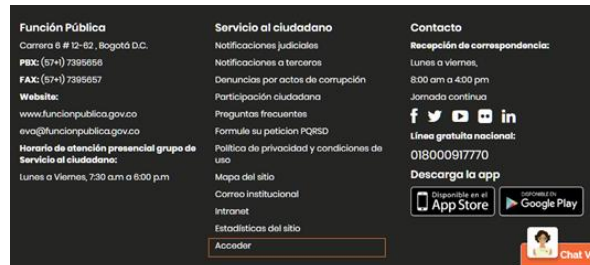 Función Pública
Carrera 6 # 12-62 , Bogotá D.C.
PBX: (57+1) 7395656
FAX: (57+1) 7395657
Website:
www.funcionpublica.gov.co
eva@funcionpublica.gov.co
Horario de atención presencial grupo de
Servicio al ciudadano:
Lunes a Viernes, 7:30 a.m a 6:00 p.m
Servicio al ciudadano
Notificaciones judiciales
Notificaciones a terceros
Denuncias por actos de corrupción
Participación ciudadana
Preguntas frecuentes
Formule su peticion PQRSD
Política de privacidad y condiciones de
uso
Mapa del sitio
Correo institucional
Intranet
Estadísticas del sitio
Acceder
Contacto
Recepción de correspondencia:
Lunes a viernes,
8:00 am a 4:00 pm
Jornada continua
Línea gratuita nacional:
018000917770
Descarga la app
Disponible en el
App Store
DISPONIBLE EN
Google Play
Chat V